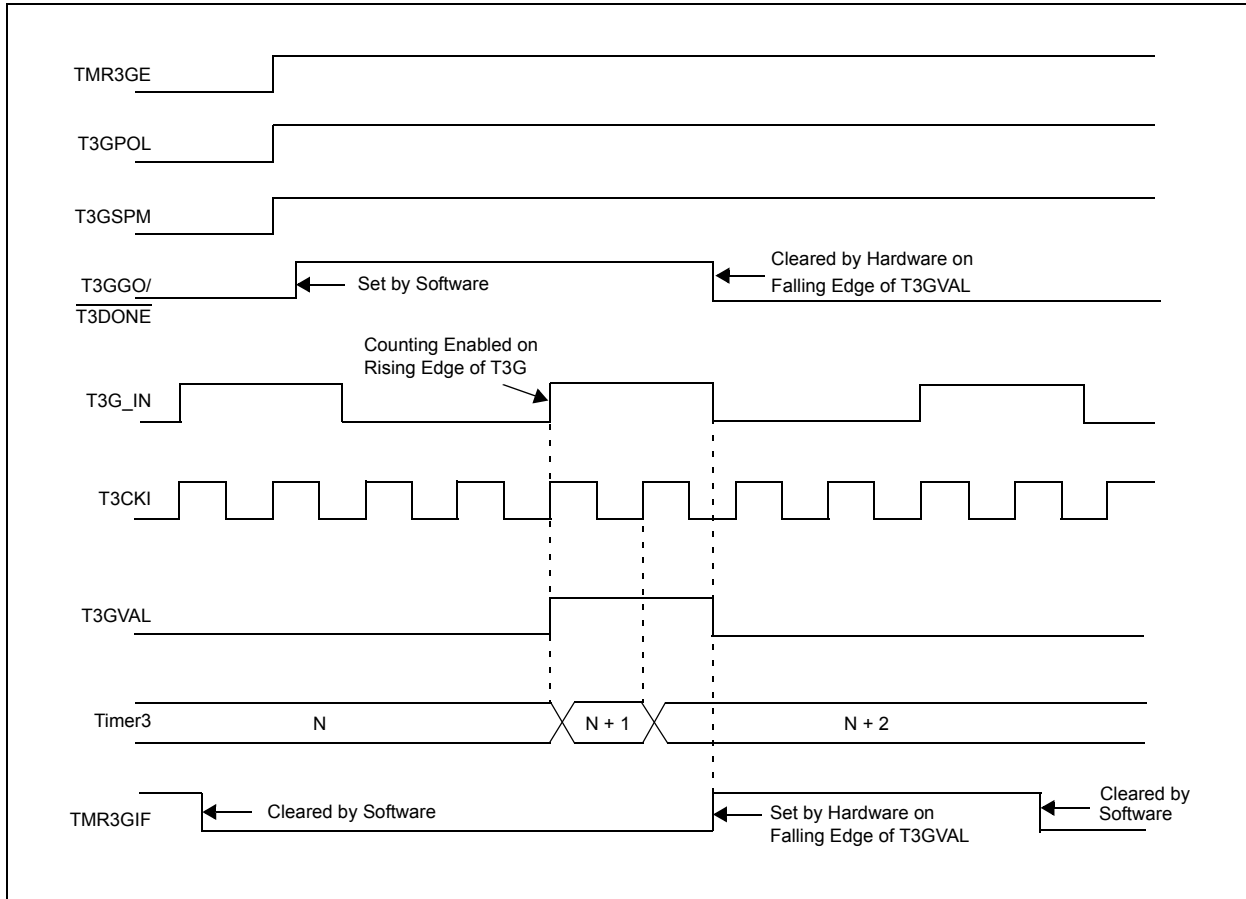 TMR3GE
T3GPOL
T3GSPM
T3GGO/
T3DONE
Set by Software
Cleared by Hardware on
Falling Edge of T3GVAL
Counting Enabled on
Rising Edge of T3G
T3G_IN
T3CKI
T3GVAL
Timer3
N
N + 1
N + 2
TMR3GIF
Cleared by Software
Set by Hardware on
Falling Edge of T3GVAL
Cleared by
Software